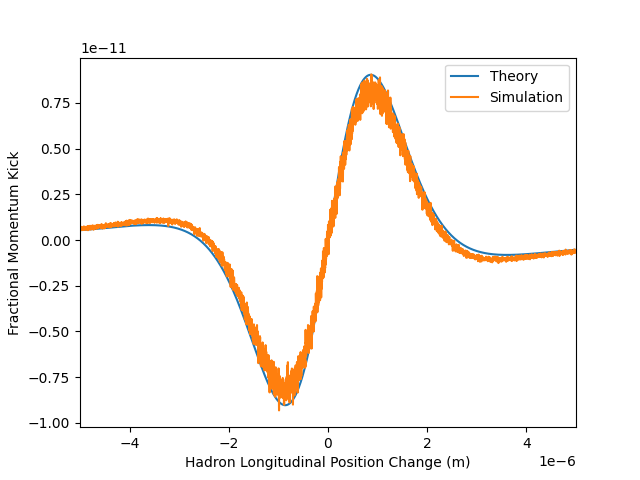 1e−11
Theory
Simulation
0.75
0.50
0.25
0.00
−0.25
−0.50
−0.75
−1.00
Fractional Momentum Kick
−4
−2
0
2
4
Hadron Longitudinal Position Change (m)
1e−6